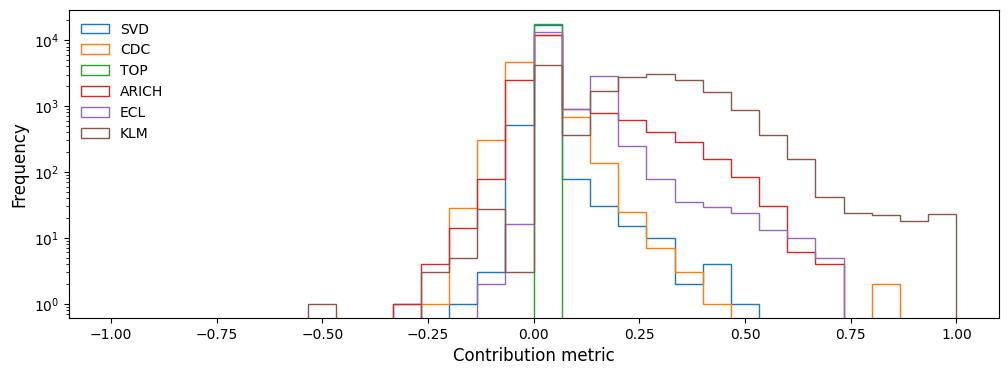 SVD
CDC
TOP
ARICH
ECL
KLM
Frequency
10⁴
10³
10²
10¹
10⁰
−1.00 −0.75 −0.50 −0.25 0.00 0.25 0.50 0.75 1.00
Contribution metric